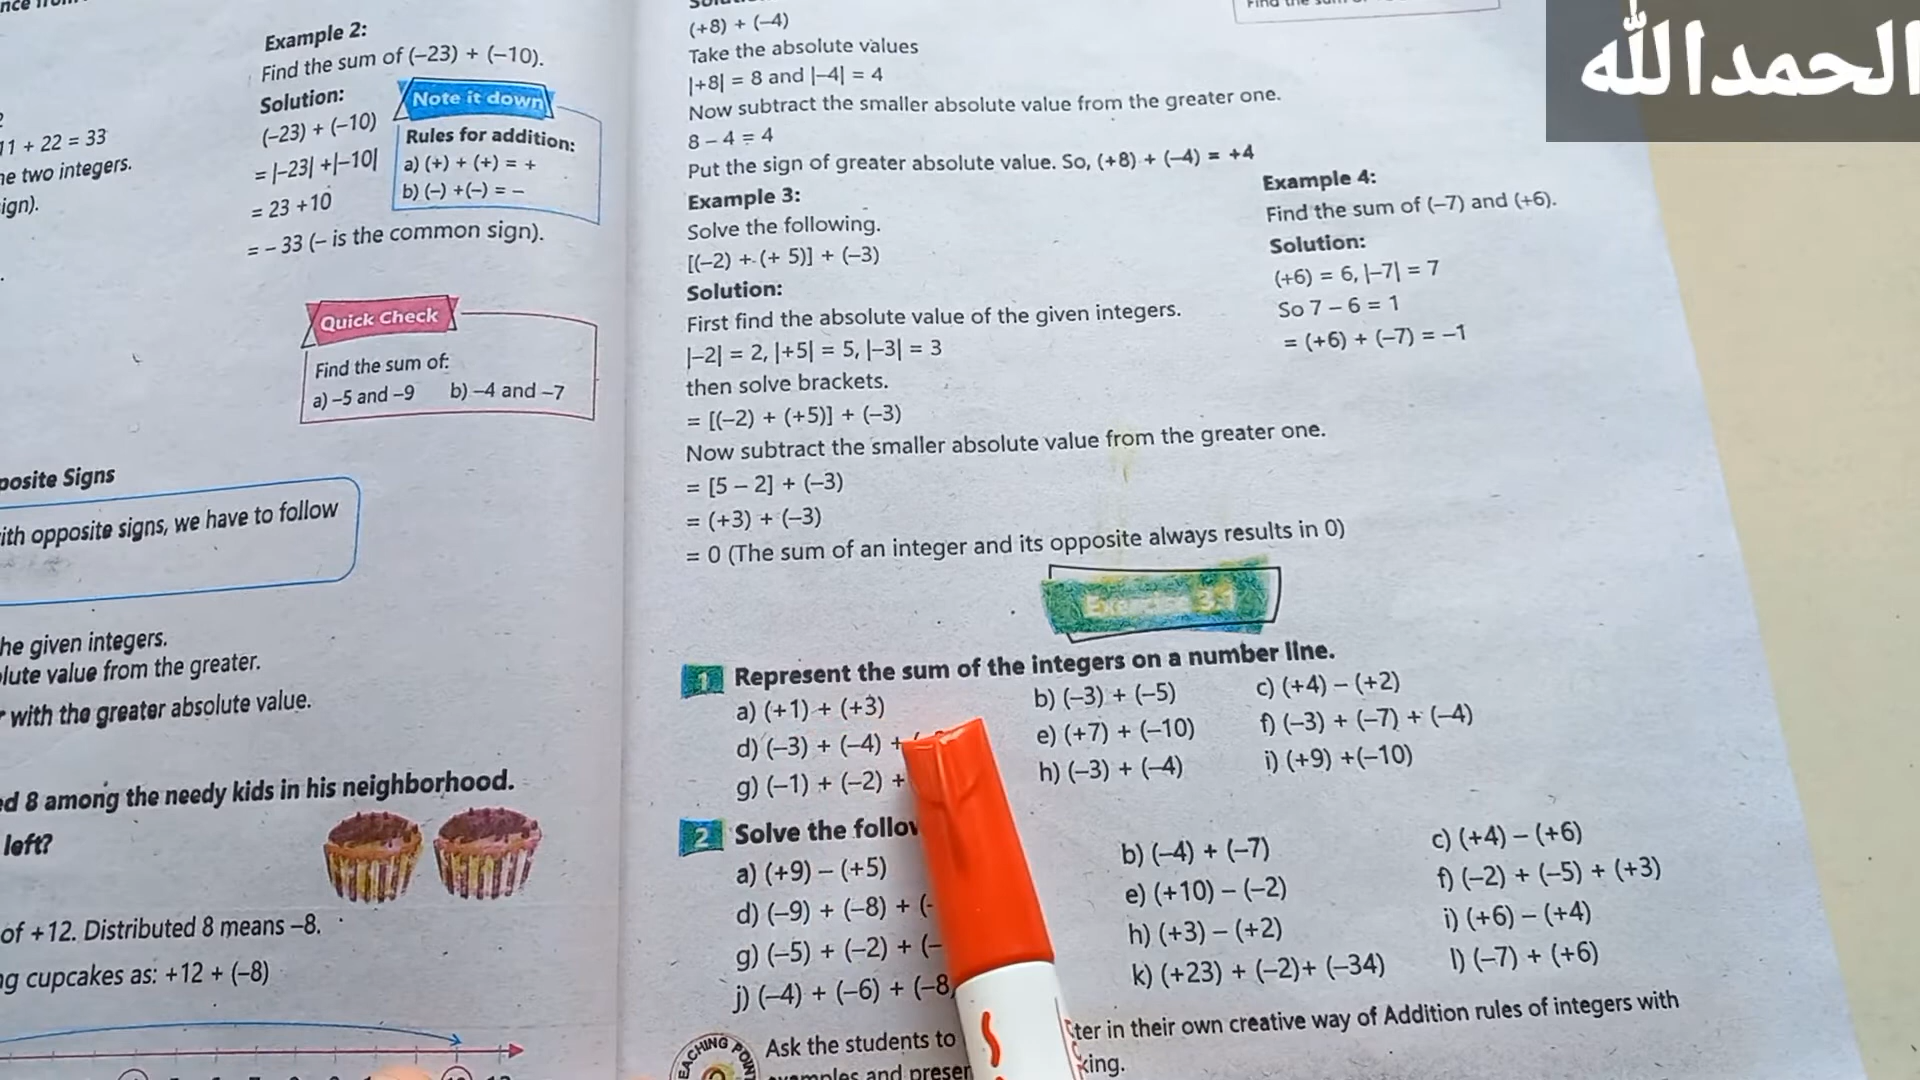 Example 2:
Find the sum of (–23) + (–10).
Solution:
(–23) + (–10)
= |–23| +|–10|
= 23 +10
= – 33 (– is the common sign).
Note it down
Rules for addition:
a) (+) + (+) = +
b) (–) +(–) = –
11 + 22 = 33
two integers.
Quick Check
Find the sum of:
a) –5 and –9 b) –4 and –7
Signs
opposite signs, we have to follow
given integers.
value from the greater.
with the greater absolute value.
8 among the needy kids in his neighborhood.
left?
of +12. Distributed 8 means –8.
cupcakes as: +12 + (–8)
(+8) + (–4)
Take the absolute values
|+8| = 8 and |–4| = 4
Now subtract the smaller absolute value from the greater one.
8 – 4 = 4
Put the sign of greater absolute value. So, (+8) + (–4) = +4
Example 3:
Solve the following.
[(–2) + (+ 5)] + (–3)
Solution:
First find the absolute value of the given integers.
|–2| = 2, |+5| = 5, |–3| = 3
then solve brackets.
= [(–2) + (+5)] + (–3)
Now subtract the smaller absolute value from the greater one.
= [5 – 2] + (–3)
= (+3) + (–3)
= 0 (The sum of an integer and its opposite always results in 0)
الحمدالله
Example 4:
Find the sum of (–7) and (+6).
Solution:
(+6) = 6, |–7| = 7
So 7 – 6 = 1
= (+6) + (–7) = –1
Exercise 3.1
1 Represent the sum of the integers on a number line.
a) (+1) + (+3) b) (–3) + (–5) c) (+4) – (+2)
d) (–3) + (–4) + e) (+7) + (–10) f) (–3) + (–7) + (–4)
g) (–1) + (–2) + h) (–3) + (–4) i) (+9) +(–10)
2 Solve the
a) (+9) – (+5) b) (–4) + (–7) c) (+4) – (+6)
d) (–9) + (–8) + (– e) (+10) – (–2) f) (–2) + (–5) + (+3)
g) (–5) + (–2) + (– h) (+3) – (+2) i) (+6) – (+4)
j) (–4) + (–6) + (–8 k) (+23) + (–2)+ (–34) l) (–7) + (+6)
Ask the students to in their own creative way of Addition rules of integers with
examples and